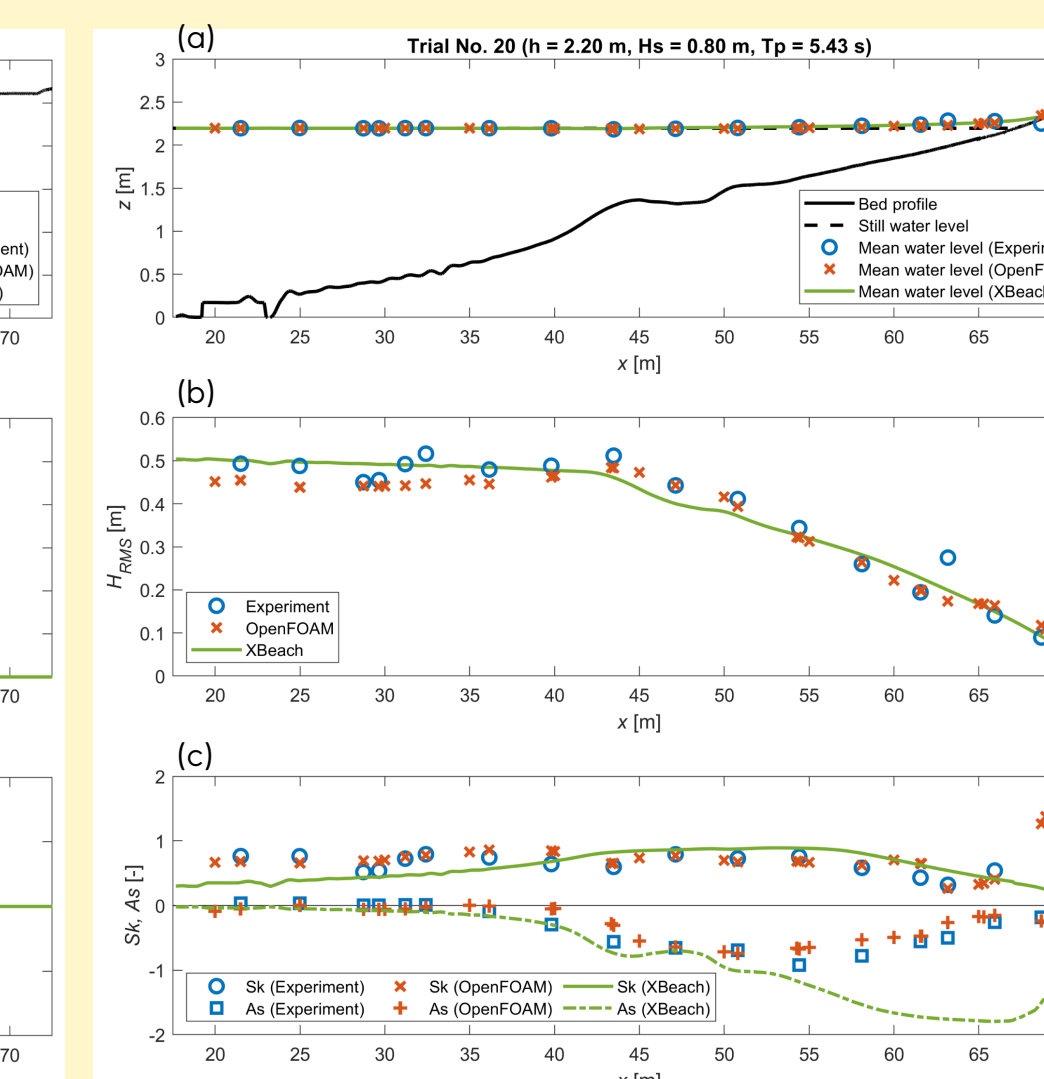 ent)
OAM)
)
70
70
70
(a)
Trial No. 20 (h = 2.20 m, Hs = 0.80 m, Tp = 5.43 s)
3
2.5
2
1.5
1
0.5
0
z [m]
Bed profile
Still water level
Mean water level (Experi
Mean water level (OpenF
Mean water level (XBeac
20 25 30 35 40 45 50 55 60 65
x [m]
(b)
0.6
0.5
0.4
0.3
0.2
0.1
0
HRMS [m]
Experiment
OpenFOAM
XBeach
20 25 30 35 40 45 50 55 60 65
x [m]
(c)
2
1
0
-1
-2
Sk, As [-]
Sk (Experiment) Sk (OpenFOAM) Sk (XBeach)
As (Experiment) As (OpenFOAM) As (XBeach)
20 25 30 35 40 45 50 55 60 65
x [m]